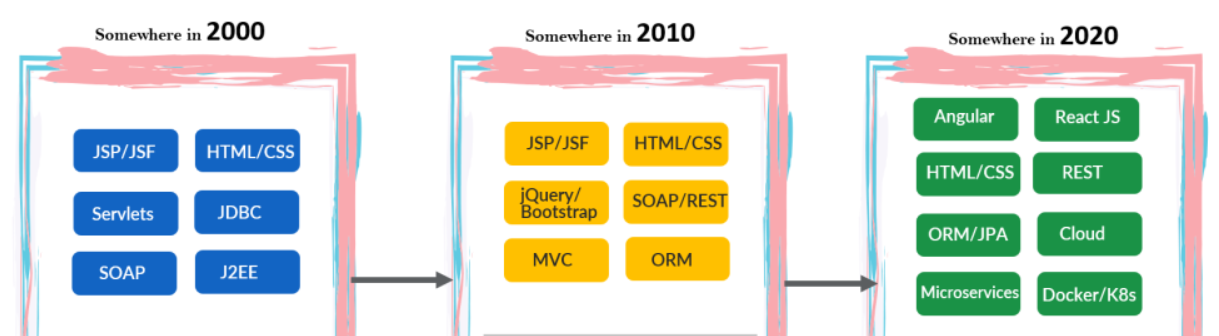 Somewhere in 2000
JSP/JSF
HTML/CSS
Servlets
JDBC
SOAP
J2EE
Somewhere in 2010
JSP/JSF
HTML/CSS
jQuery/
Bootstrap
SOAP/REST
MVC
ORM
Somewhere in 2020
Angular
React JS
HTML/CSS
REST
ORM/JPA
Cloud
Microservices
Docker/K8s